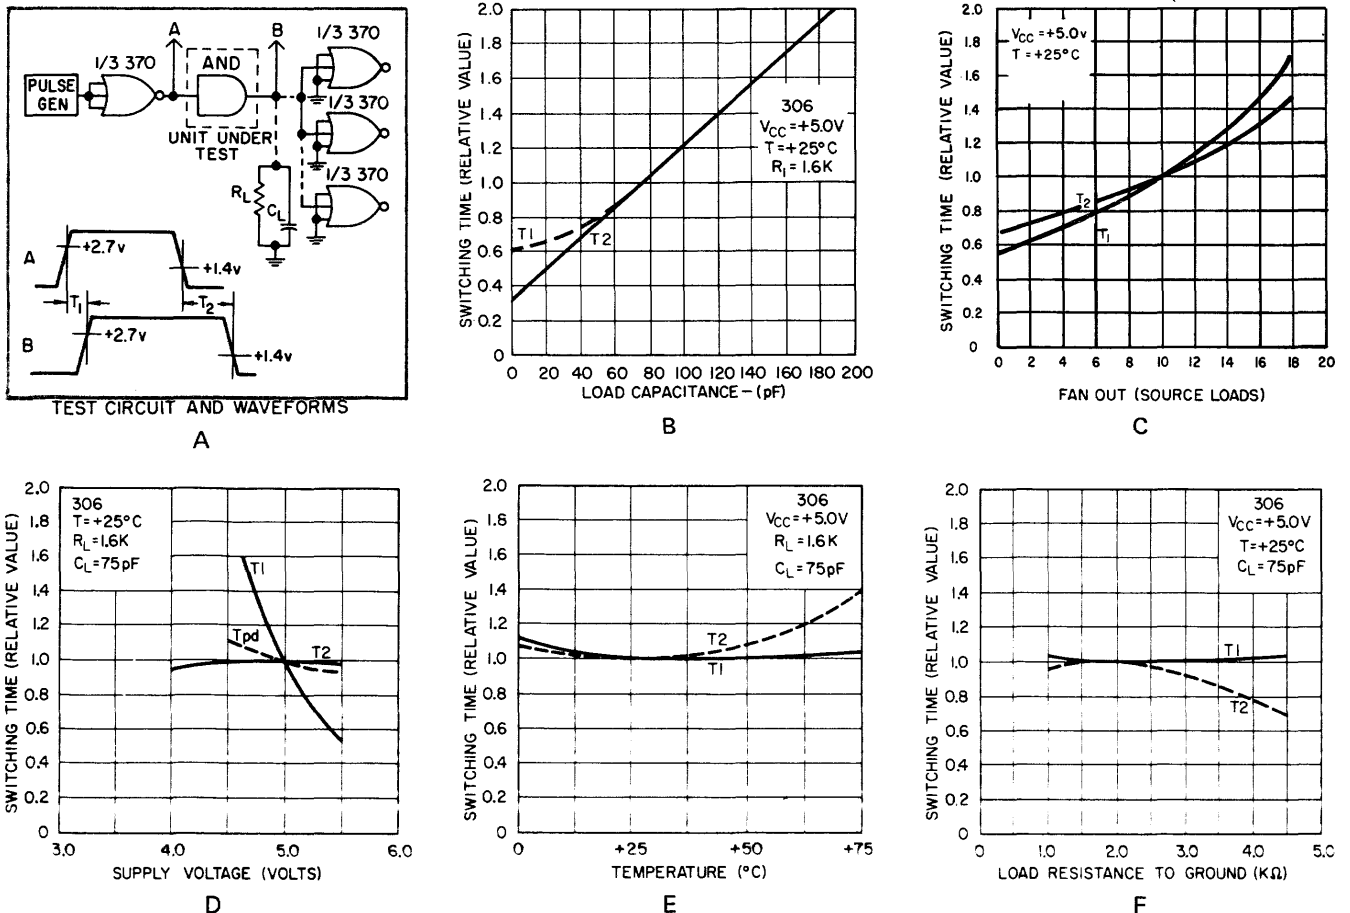 A
B
1/3 370
1/3 370
AND
PULSE
GEN
1/3 370
UNIT UNDER
TEST
1/3 370
RL
CL
A
+2.7v
+1.4v
T1
T2
B
+2.7v
+1.4v
TEST CIRCUIT AND WAVEFORMS
A
SWITCHING TIME (RELATIVE VALUE)
2.0
1.8
1.6
1.4
1.2
1.0
0.8
0.6
0.4
0.2
0
306
VCC=+5.0V
T=+25°C
R1=1.6K
T1
T2
0 20 40 60 80 100 120 140 160 180 200
LOAD CAPACITANCE-(pF)
B
SWITCHING TIME (RELATIVE VALUE)
2.0
1.8
1.6
1.4
1.2
1.0
0.8
0.6
0.4
0.2
0
VCC=+5.0v
T=+25°C
T2
T1
0 2 4 6 8 10 12 14 16 18 20
FAN OUT (SOURCE LOADS)
C
SWITCHING TIME (RELATIVE VALUE)
2.0
1.8
1.6
1.4
1.2
1.0
0.8
0.6
0.4
0.2
0
306
T=+25°C
RL=1.6K
CL=75pF
T1
Tpd
T2
3.0 4.0 5.0 6.0
SUPPLY VOLTAGE (VOLTS)
D
SWITCHING TIME (RELATIVE VALUE)
2.0
1.8
1.6
1.4
1.2
1.0
0.8
0.6
0.4
0.2
0
306
VCC=+5.0V
RL=1.6K
CL=75pF
T2
T1
0 +25 +50 +75
TEMPERATURE (°C)
E
SWITCHING TIME (RELATIVE VALUE)
2.0
1.8
1.6
1.4
1.2
1.0
0.8
0.6
0.4
0.2
0
306
VCC=+5.0V
T=+25°C
CL=75pF
T1
T2
0 1.0 2.0 3.0 4.0 5.0
LOAD RESISTANCE TO GROUND (KΩ)
F